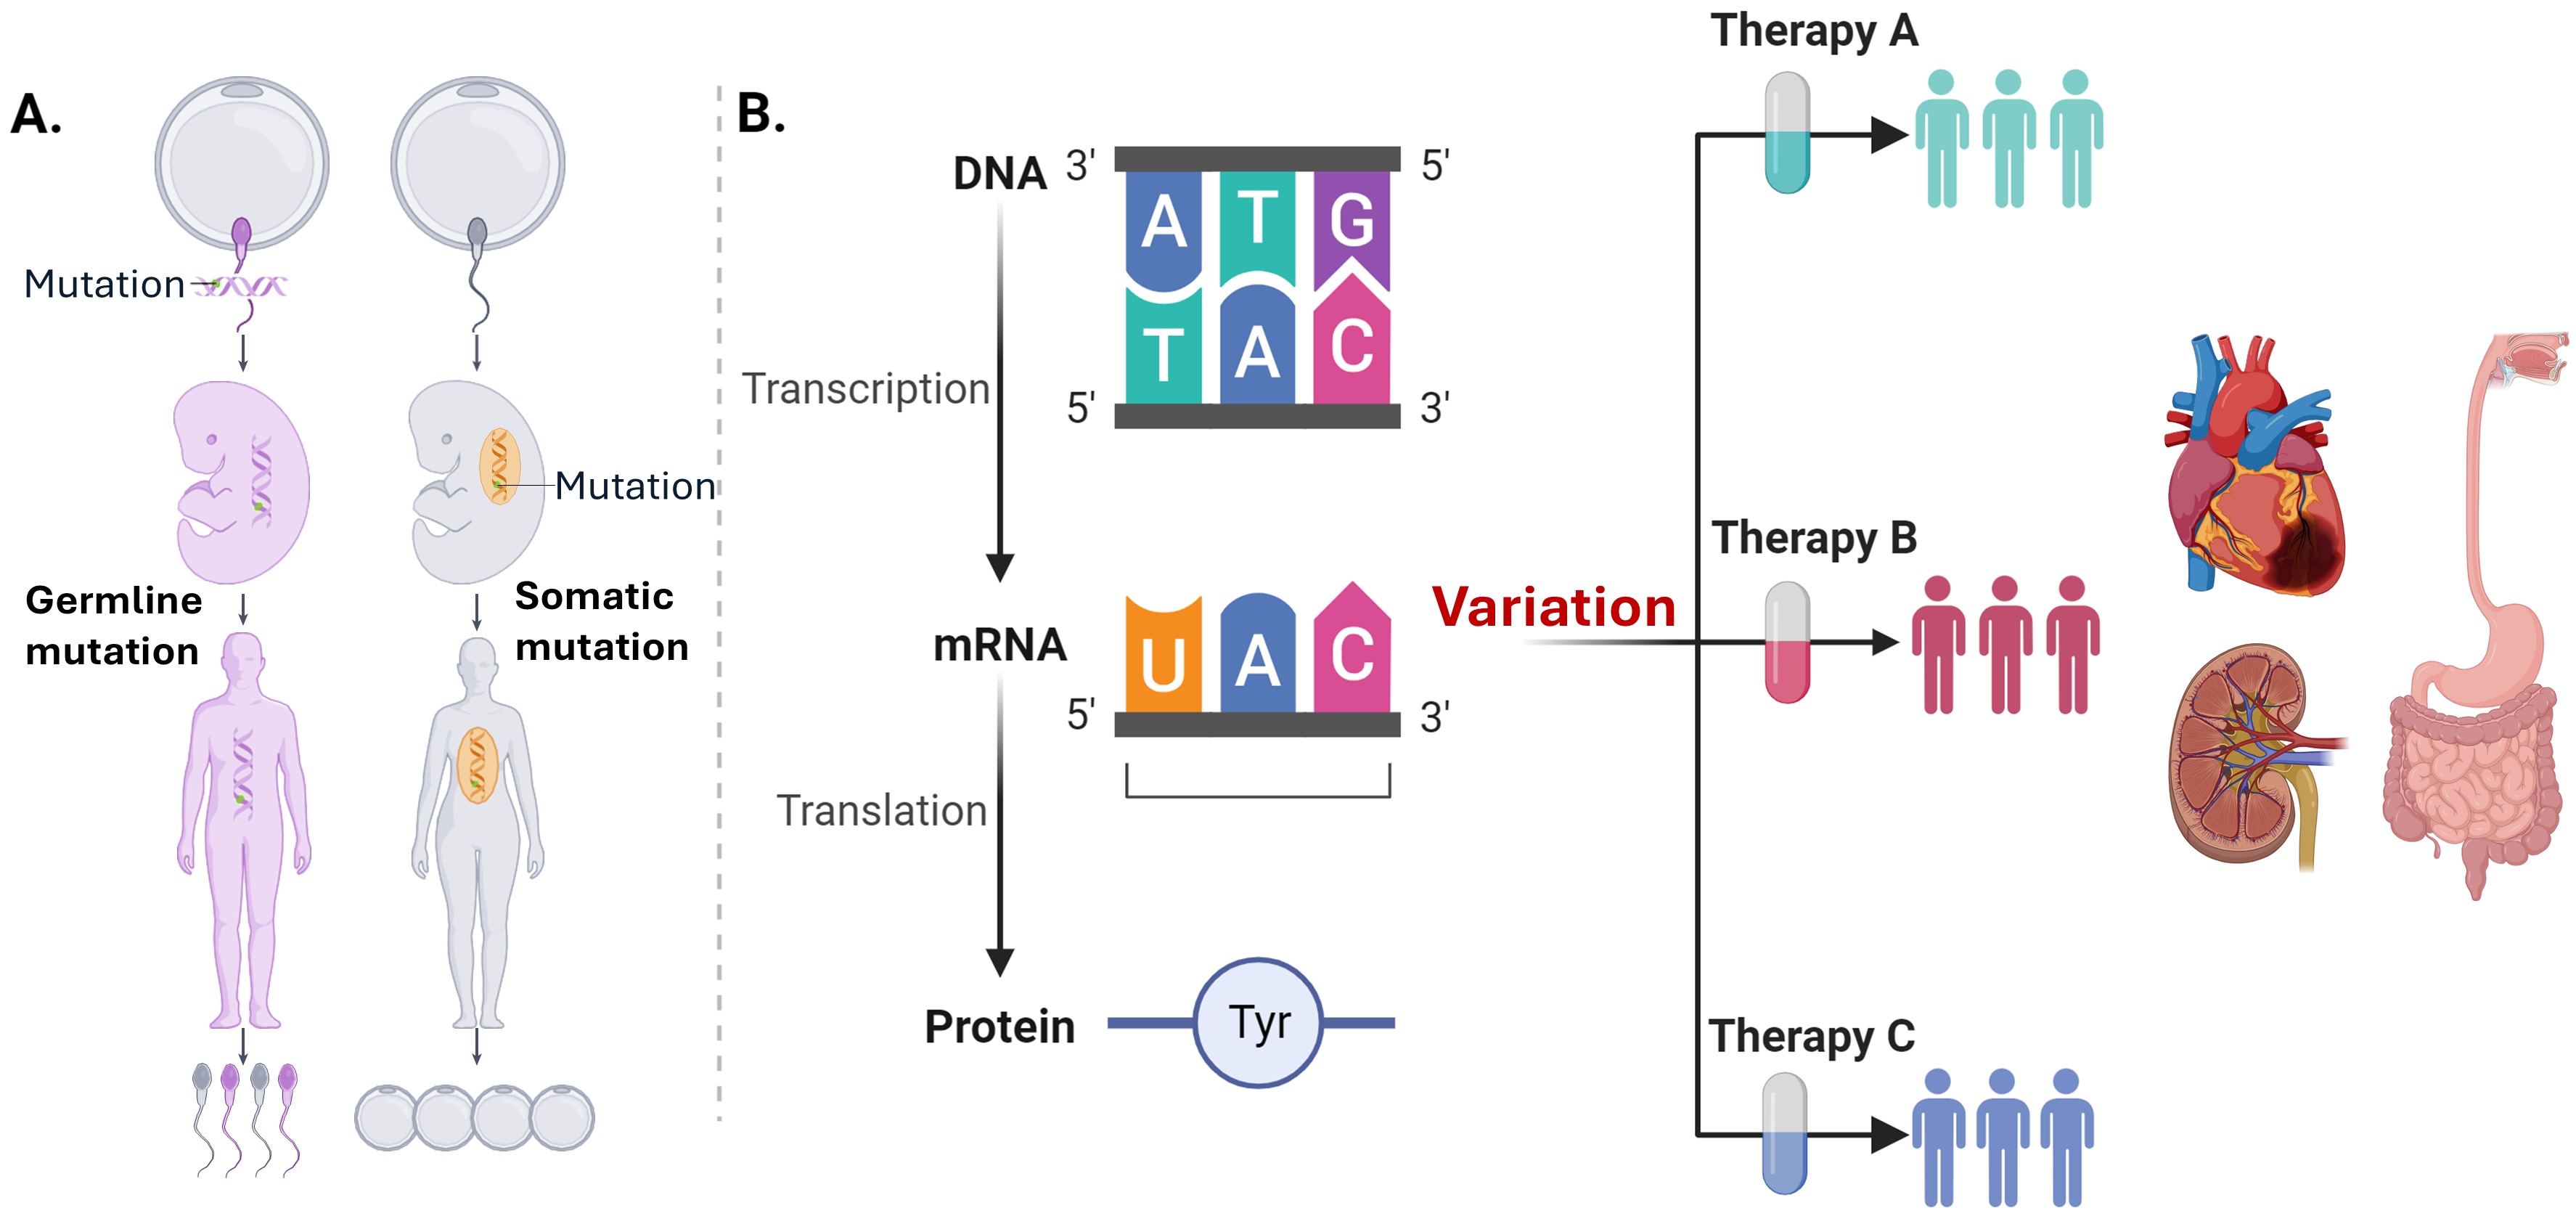 A.
Mutation
Mutation
Germline
mutation
Somatic
mutation
B.
DNA
3'
5'
A T G
T A C
5'
3'
Transcription
mRNA
U A C
5'
3'
Translation
Protein
Tyr
Variation
Therapy A
Therapy B
Therapy C